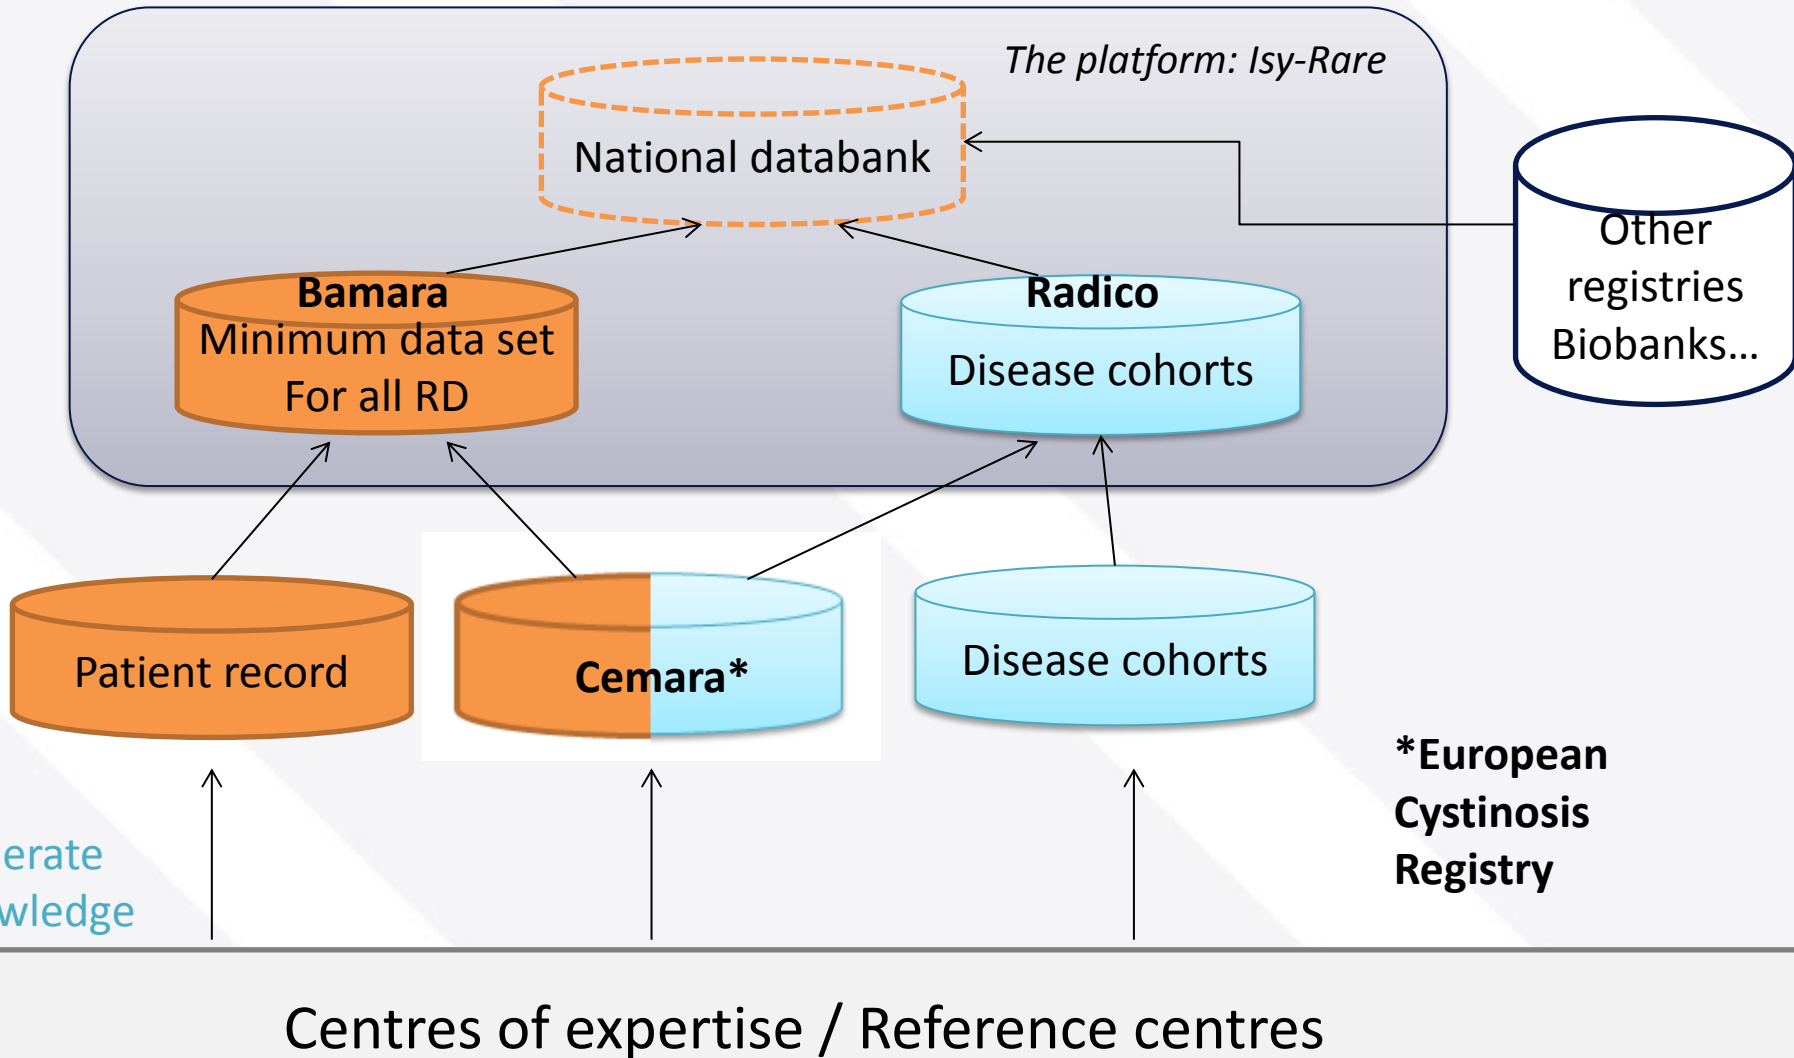 The platform: Isy-Rare
National databank
Other
registries
Biobanks...
Bamara
Minimum data set
For all RD
Radico
Disease cohorts
Patient record
Cemara*
Disease cohorts
*European
Cystinosis
Registry
erate
wledge
Centres of expertise / Reference centres